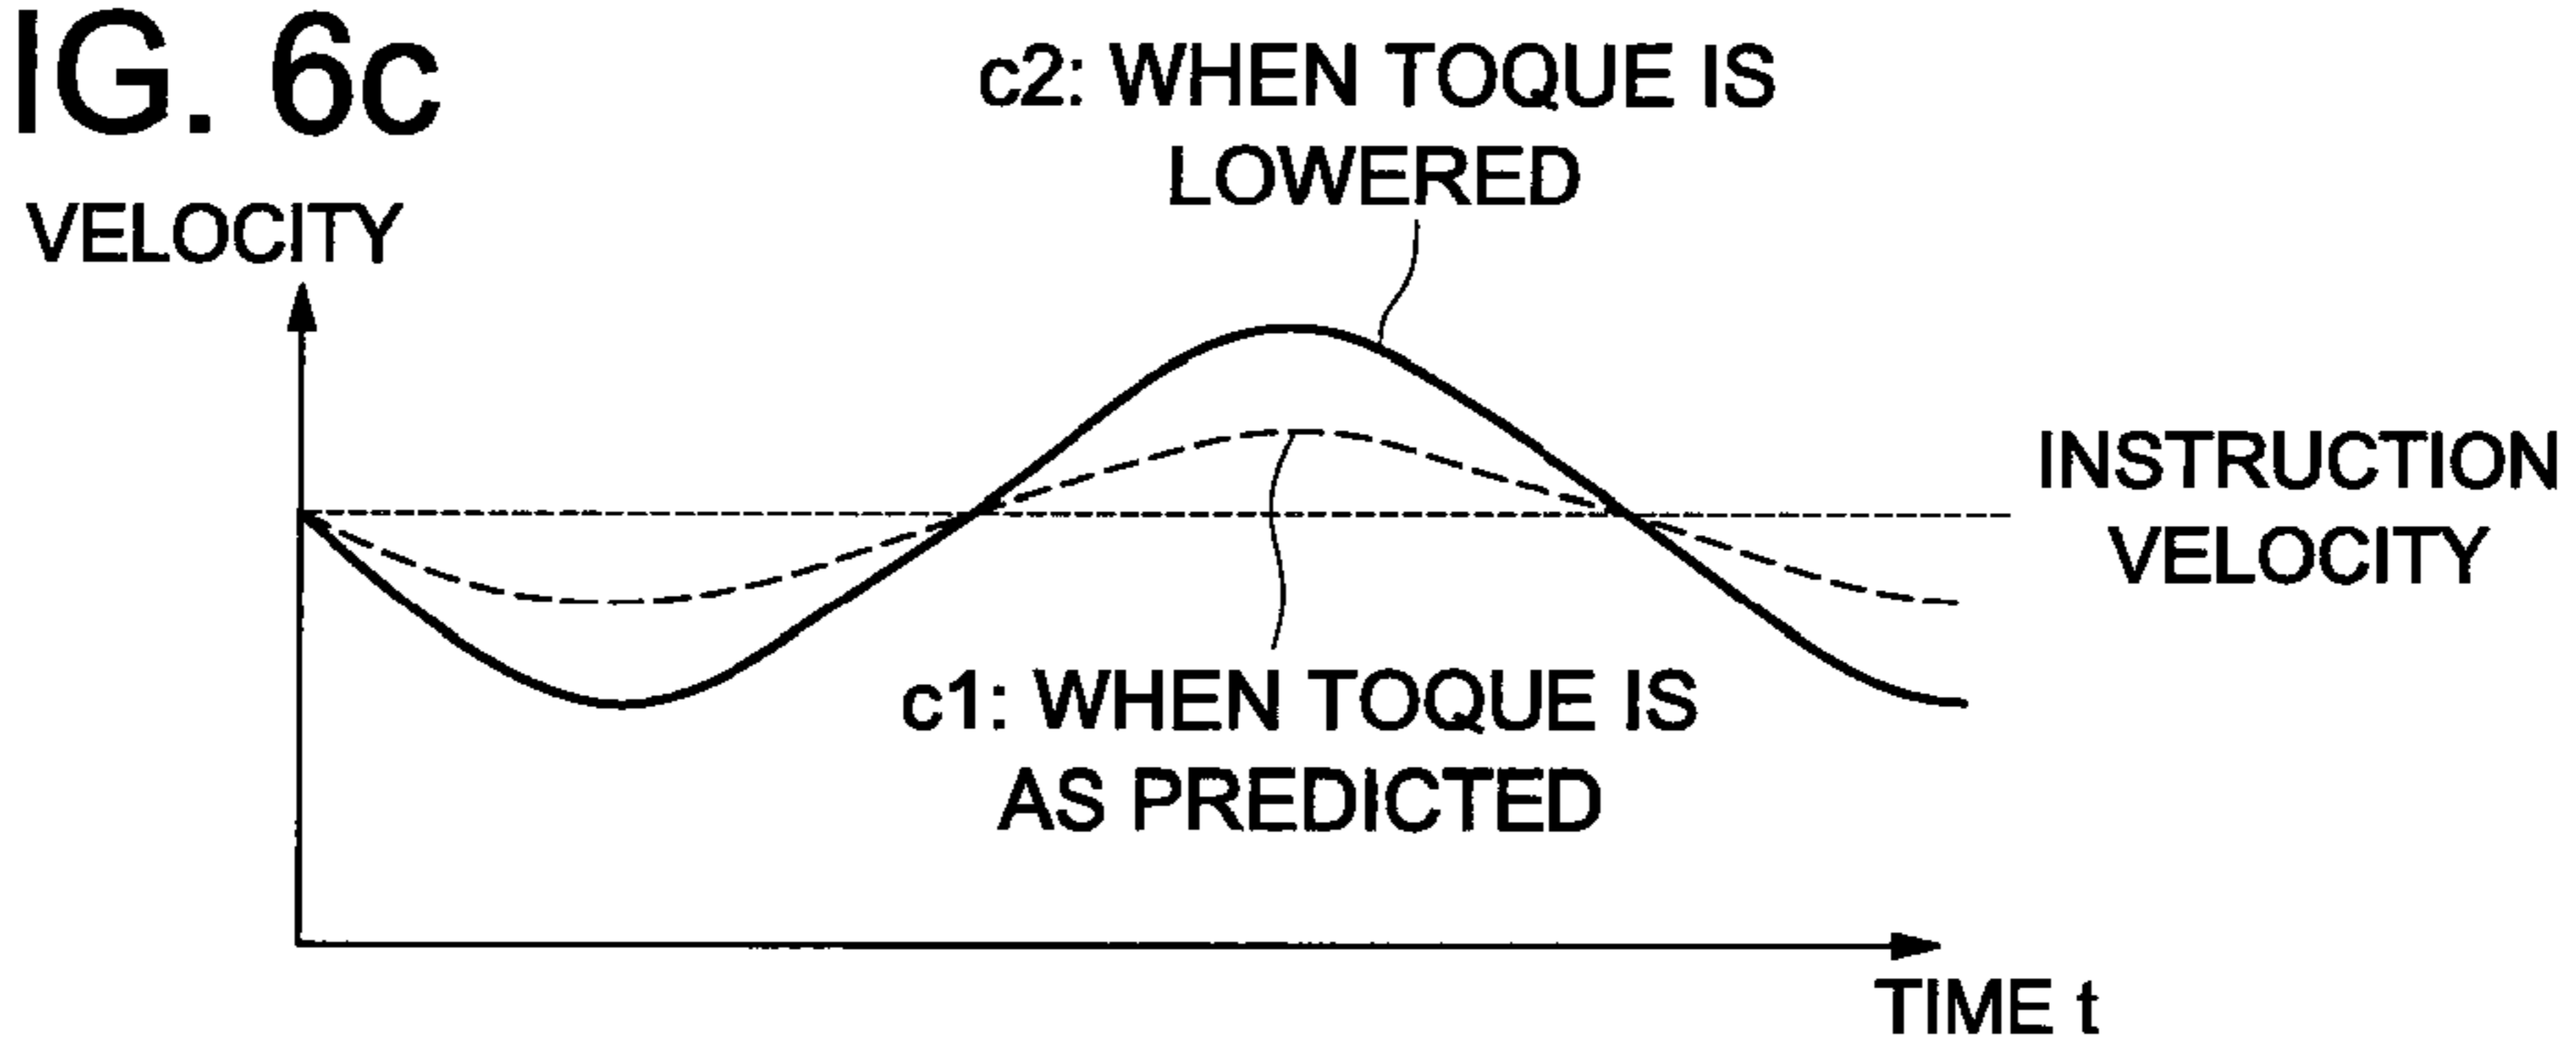 IG. 6c
VELOCITY
c2: WHEN TOQUE IS
LOWERED
INSTRUCTION
VELOCITY
c1: WHEN TOQUE IS
AS PREDICTED
TIME t